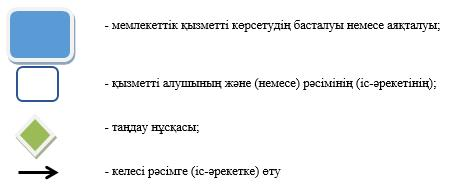 - мемлекеттік қызметті көрсетудің басталуы немесе аяқталуы;
- қызметті алушының және (немесе) рәсімінің (іс-әрекетінің);
- таңдау нұсқасы;
- келесі рәсімге (іс-әрекетке) өту